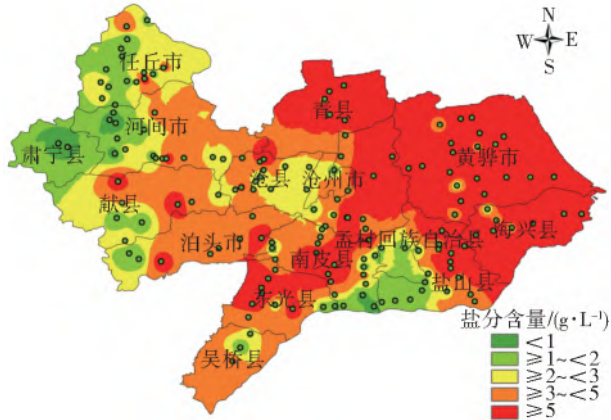 N
W E
S
任丘市
青县
河间市
肃宁县
黄骅市
沧县
沧州市
献县
海兴县
泊头市
孟村回族自治县
南皮县
盐山县
东光县
吴桥县
盐分含量/(g·L⁻¹)
<1
≥1~<2
≥2~<3
≥3~<5
≥5